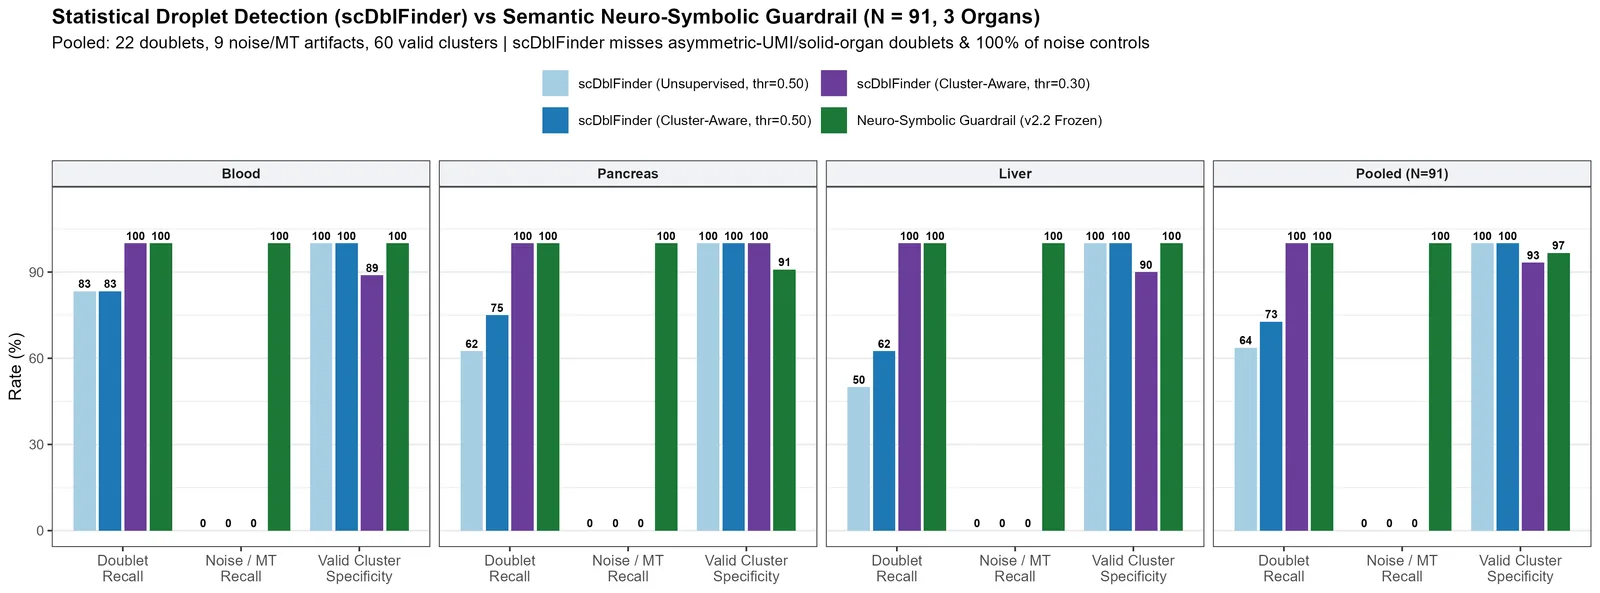 Statistical Droplet Detection (scDblFinder) vs Semantic Neuro-Symbolic Guardrail (N = 91, 3 Organs)
Pooled: 22 doublets, 9 noise/MT artifacts, 60 valid clusters | scDblFinder misses asymmetric-UMI/solid-organ doublets & 100% of noise controls
scDblFinder (Unsupervised, thr=0.50)
scDblFinder (Cluster-Aware, thr=0.30)
scDblFinder (Cluster-Aware, thr=0.50)
Neuro-Symbolic Guardrail (v2.2 Frozen)
Rate (%)
90
60
30
0
Blood
83 83 100 100
0 0 0 100
100 100 89 100
Doublet
Recall
Noise / MT
Recall
Valid Cluster
Specificity
Pancreas
62 75 100 100
0 0 0 100
100 100 100 91
Doublet
Recall
Noise / MT
Recall
Valid Cluster
Specificity
Liver
50 62 100 100
0 0 0 100
100 100 90 100
Doublet
Recall
Noise / MT
Recall
Valid Cluster
Specificity
Pooled (N=91)
64 73 100 100
0 0 0 100
100 100 93 97
Doublet
Recall
Noise / MT
Recall
Valid Cluster
Specificity